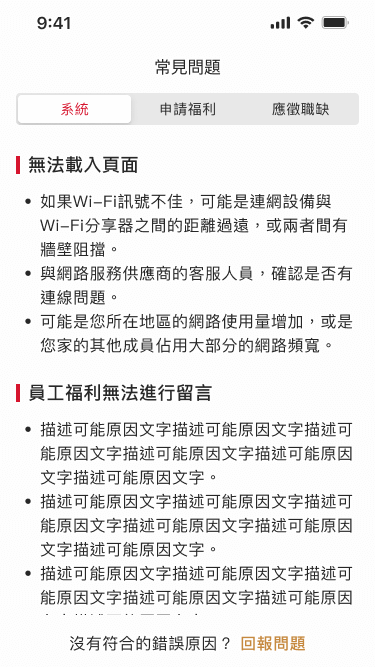 9:41
常見問題
系統 申請福利 應徵職缺
無法載入頁面
• 如果Wi-Fi訊號不佳，可能是連網設備與
Wi-Fi分享器之間的距離過遠，或兩者間有
牆壁阻擋。
• 與網路服務供應商的客服人員，確認是否有
連線問題。
• 可能是您所在地區的網路使用量增加，或是
您家的其他成員佔用大部分的網路頻寬。
員工福利無法進行留言
• 描述可能原因文字描述可能原因文字描述可
能原因文字描述可能原因文字描述可能原因
文字描述可能原因文字。
• 描述可能原因文字描述可能原因文字描述可
能原因文字描述可能原因文字描述可能原因
文字描述可能原因文字。
• 描述可能原因文字描述可能原因文字描述可
能原因文字描述可能原因文字描述可能原因
沒有符合的錯誤原因？ 回報問題